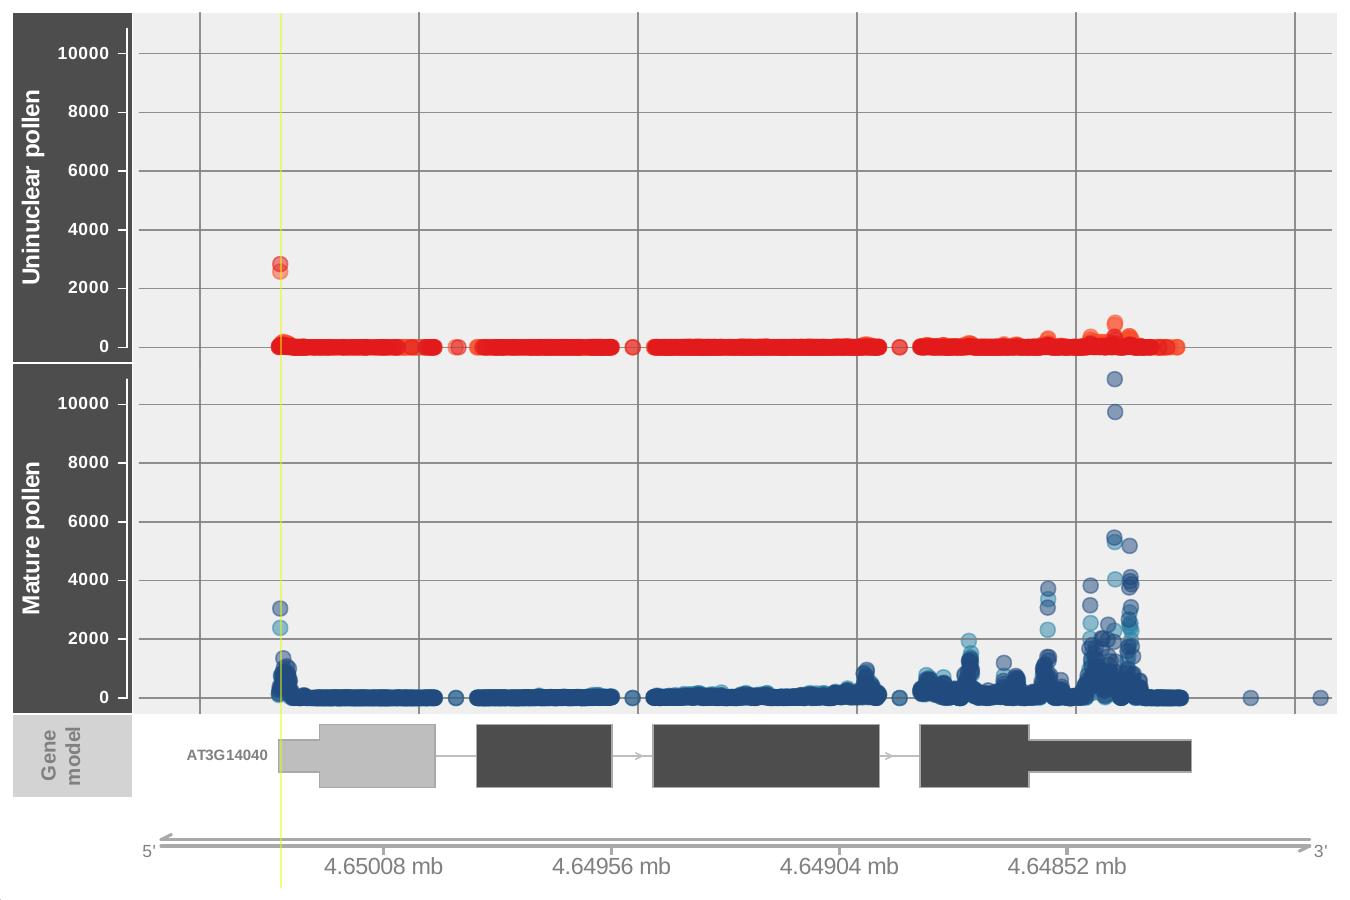 Uninuclear pollen
10000
8000
6000
4000
2000
0
Mature pollen
10000
8000
6000
4000
2000
0
Gene
model
AT3G14040
5'
3'
4.65008 mb
4.64956 mb
4.64904 mb
4.64852 mb